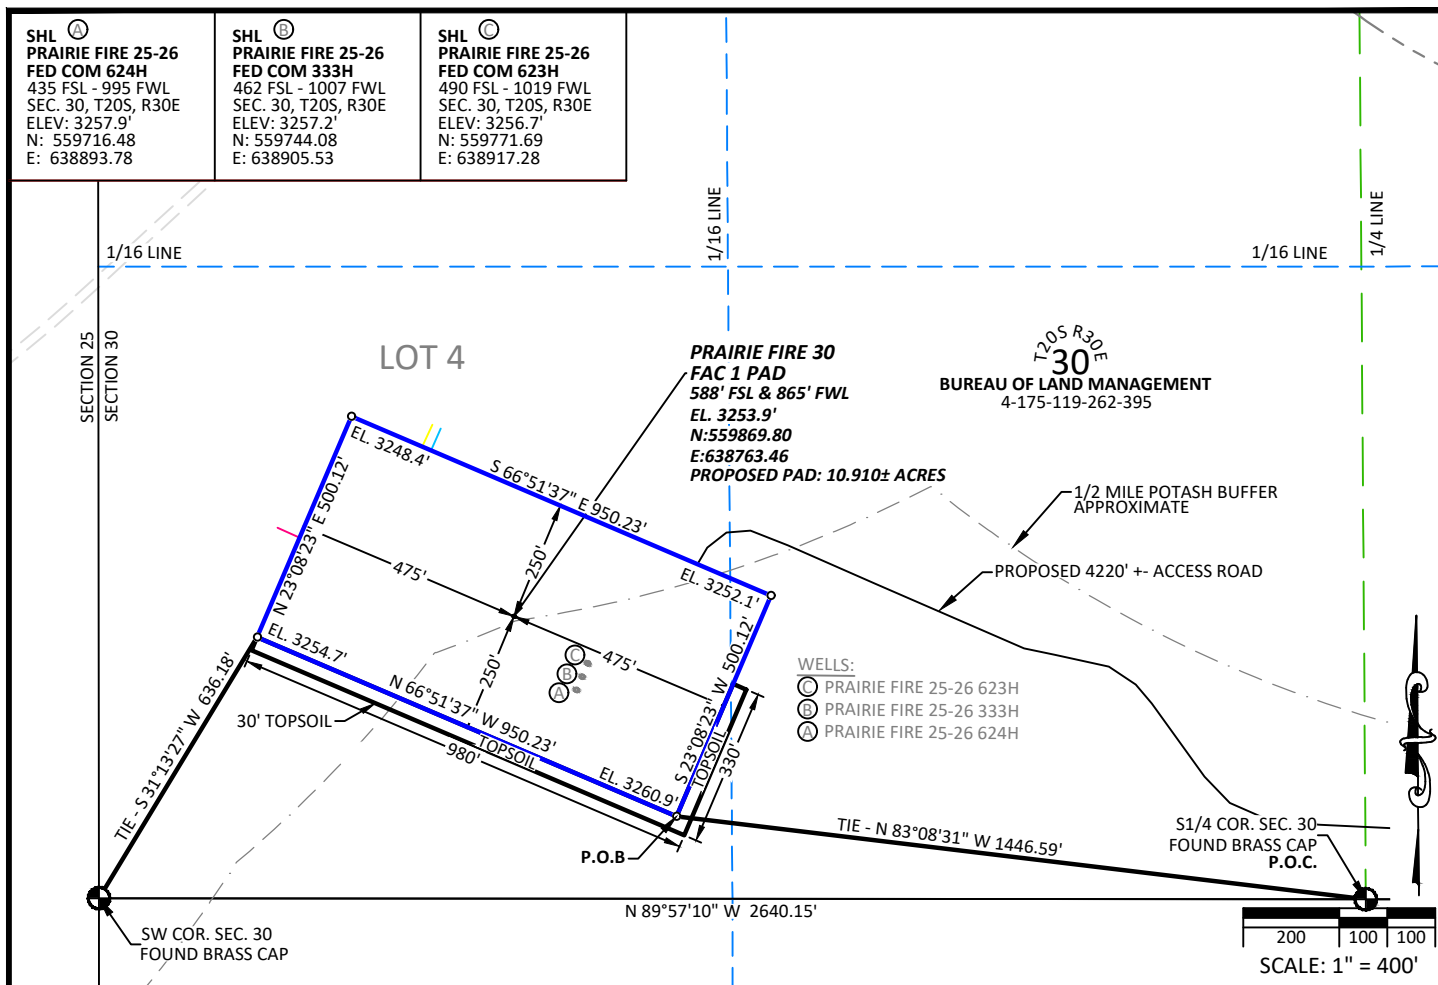 SHL A
PRAIRIE FIRE 25-26
FED COM 624H
435 FSL - 995 FWL
SEC. 30, T20S, R30E
ELEV: 3257.9'
N: 559716.48
E: 638893.78
SHL B
PRAIRIE FIRE 25-26
FED COM 333H
462 FSL - 1007 FWL
SEC. 30, T20S, R30E
ELEV: 3257.2'
N: 559744.08
E: 638905.53
SHL C
PRAIRIE FIRE 25-26
FED COM 623H
490 FSL - 1019 FWL
SEC. 30, T20S, R30E
ELEV: 3256.7'
N: 559771.69
E: 638917.28
1/16 LINE
1/16 LINE
1/16 LINE
1/4 LINE
SECTION 25
SECTION 30
LOT 4
PRAIRIE FIRE 30
FAC 1 PAD
588' FSL & 865' FWL
EL. 3253.9'
N:559869.80
E:638763.46
PROPOSED PAD: 10.910± ACRES
T20S R30E
30
BUREAU OF LAND MANAGEMENT
4-175-119-262-395
EL. 3248.4'
S 66°51'37" E 950.23'
N 23°08'23" E 500.12'
475'
250'
EL. 3252.1'
1/2 MILE POTASH BUFFER
APPROXIMATE
PROPOSED 4220' +- ACCESS ROAD
EL. 3254.7'
250'
475'
C
B
A
S 23°08'23" W 500.12'
WELLS:
C PRAIRIE FIRE 25-26 623H
B PRAIRIE FIRE 25-26 333H
A PRAIRIE FIRE 25-26 624H
N 66°51'37" W 950.23'
30' TOPSOIL
TOPSOIL
980'
TOPSOIL
330'
EL. 3260.9'
TIE - S 31°13'27" W 636.18'
P.O.B
TIE - N 83°08'31" W 1446.59'
S1/4 COR. SEC. 30
FOUND BRASS CAP
P.O.C.
N 89°57'10" W 2640.15'
SW COR. SEC. 30
FOUND BRASS CAP
200 100 100
SCALE: 1" = 400'